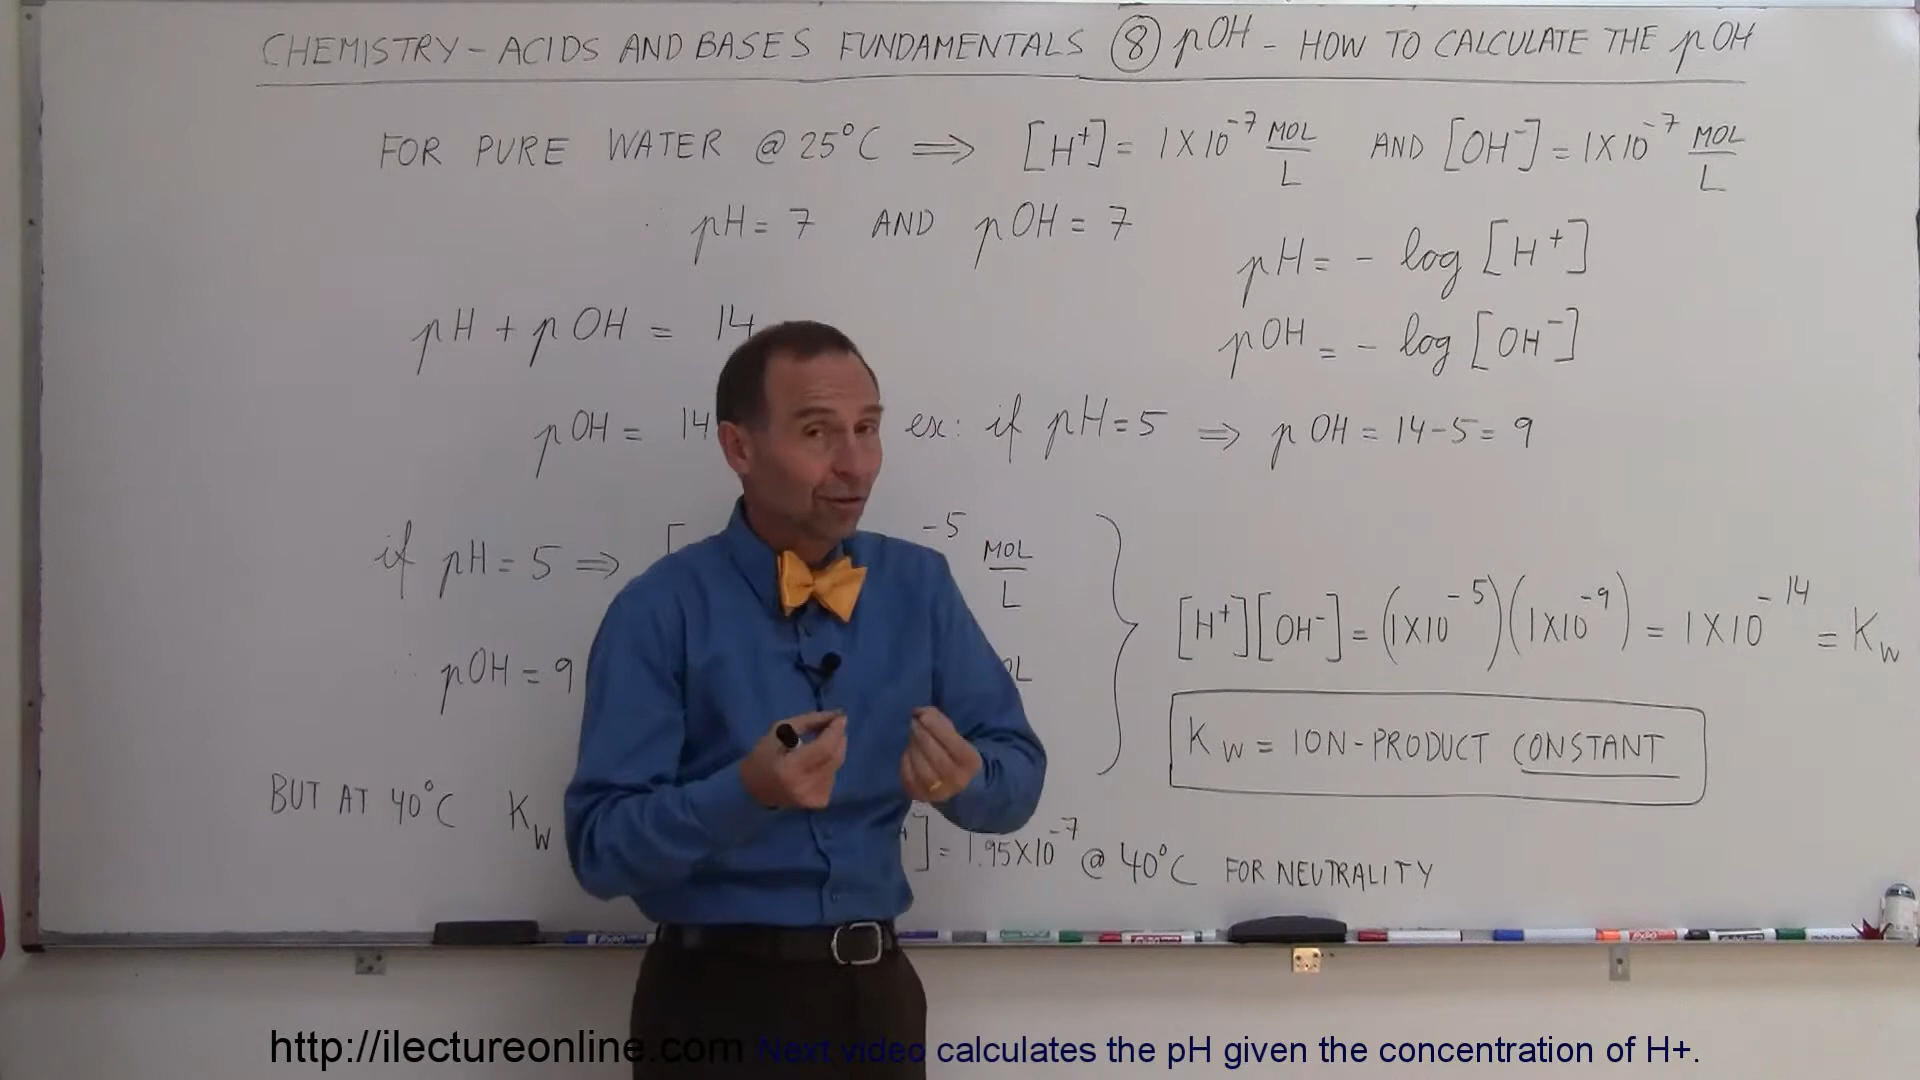 CHEMISTRY - ACIDS AND BASES FUNDAMENTALS ⑧ pOH - HOW TO CALCULATE THE pOH
FOR PURE WATER @ 25°C ⇒ [H⁺] = 1X10⁻⁷ MOL/L AND [OH⁻] = 1X10⁻⁷ MOL/L
pH = 7 AND pOH = 7
pH = - log [H⁺]
pH + pOH = 14
pOH = - log [OH⁻]
pOH = 14 ex: if pH = 5 ⇒ pOH = 14-5 = 9
if pH = 5 ⇒ [ ⁻⁵ MOL/L
[H⁺][OH⁻] = (1X10⁻⁵)(1X10⁻⁹) = 1X10⁻¹⁴ = Kw
pOH = 9
Kw = ION-PRODUCT CONSTANT
BUT AT 40°C Kw ] = 1.95X10⁻⁷ @ 40°C FOR NEUTRALITY
http://ilectureonline.com Next video calculates the pH given the concentration of H+.